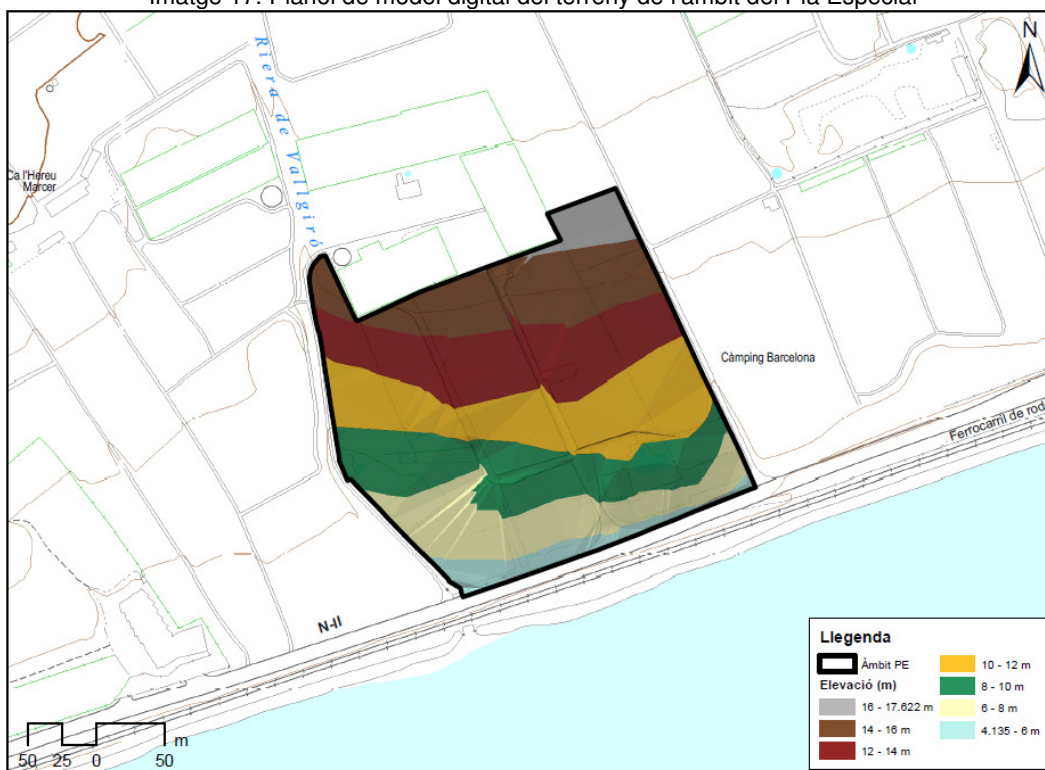 Imatge 17. Plànol de model digital del terreny de l'àmbit del Pla Especial
Riera de Vallgiró
N
Ca l'Hereu
Marcer
Càmping Barcelona
Ferrocarril de rod
N-II
50 25 0 50 m
Llegenda
Àmbit PE
Elevació (m)
16 - 17.622 m
14 - 16 m
12 - 14 m
10 - 12 m
8 - 10 m
6 - 8 m
4.135 - 6 m